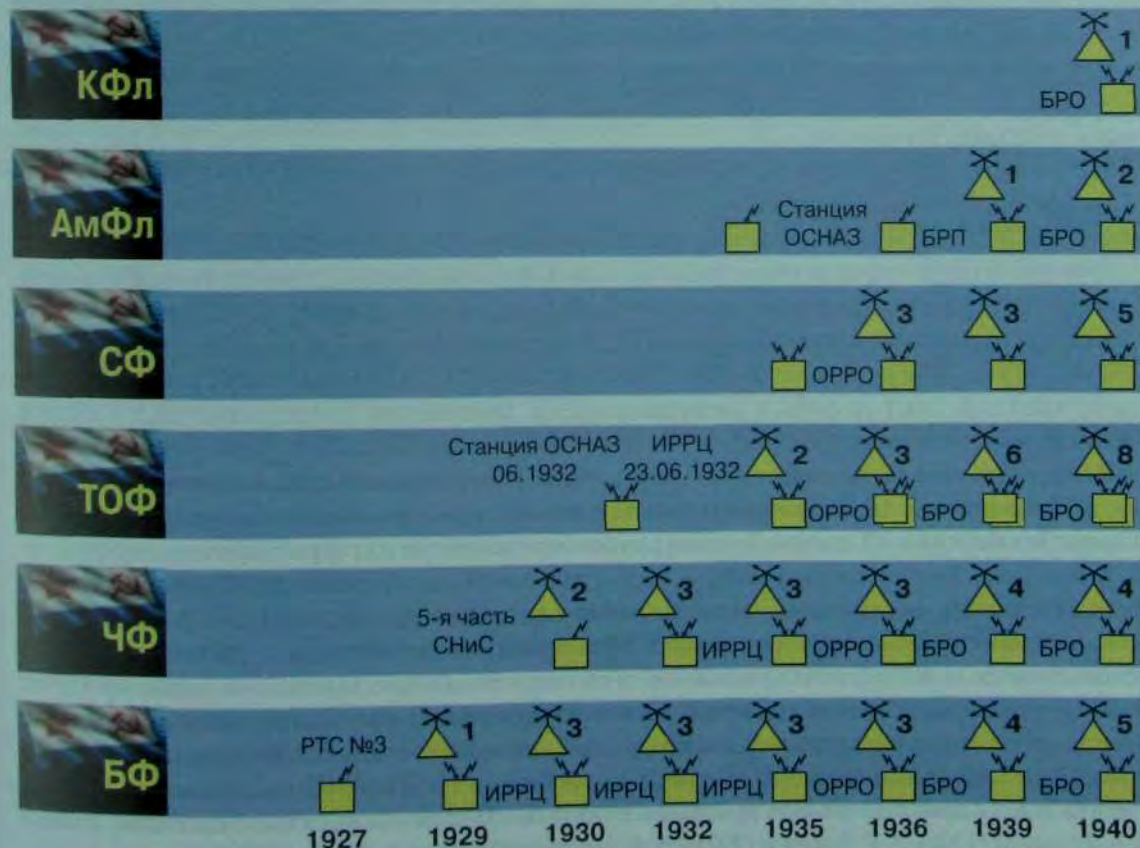 КФл
1
БРО
АмФл
1
2
Станция
ОСНАЗ
БРП
БРО
СФ
3
3
5
ОРРО
ТОФ
Станция ОСНАЗ
06.1932
ИРРЦ
23.06.1932
2
3
6
8
ОРРО
БРО
БРО
ЧФ
5-я часть
СНиС
2
3
3
3
4
4
ИРРЦ
ОРРО
БРО
БРО
БФ
РТС №3
1
3
3
3
3
4
5
ИРРЦ
ИРРЦ
ИРРЦ
ОРРО
БРО
БРО
1927 1929 1930 1932 1935 1936 1939 1940